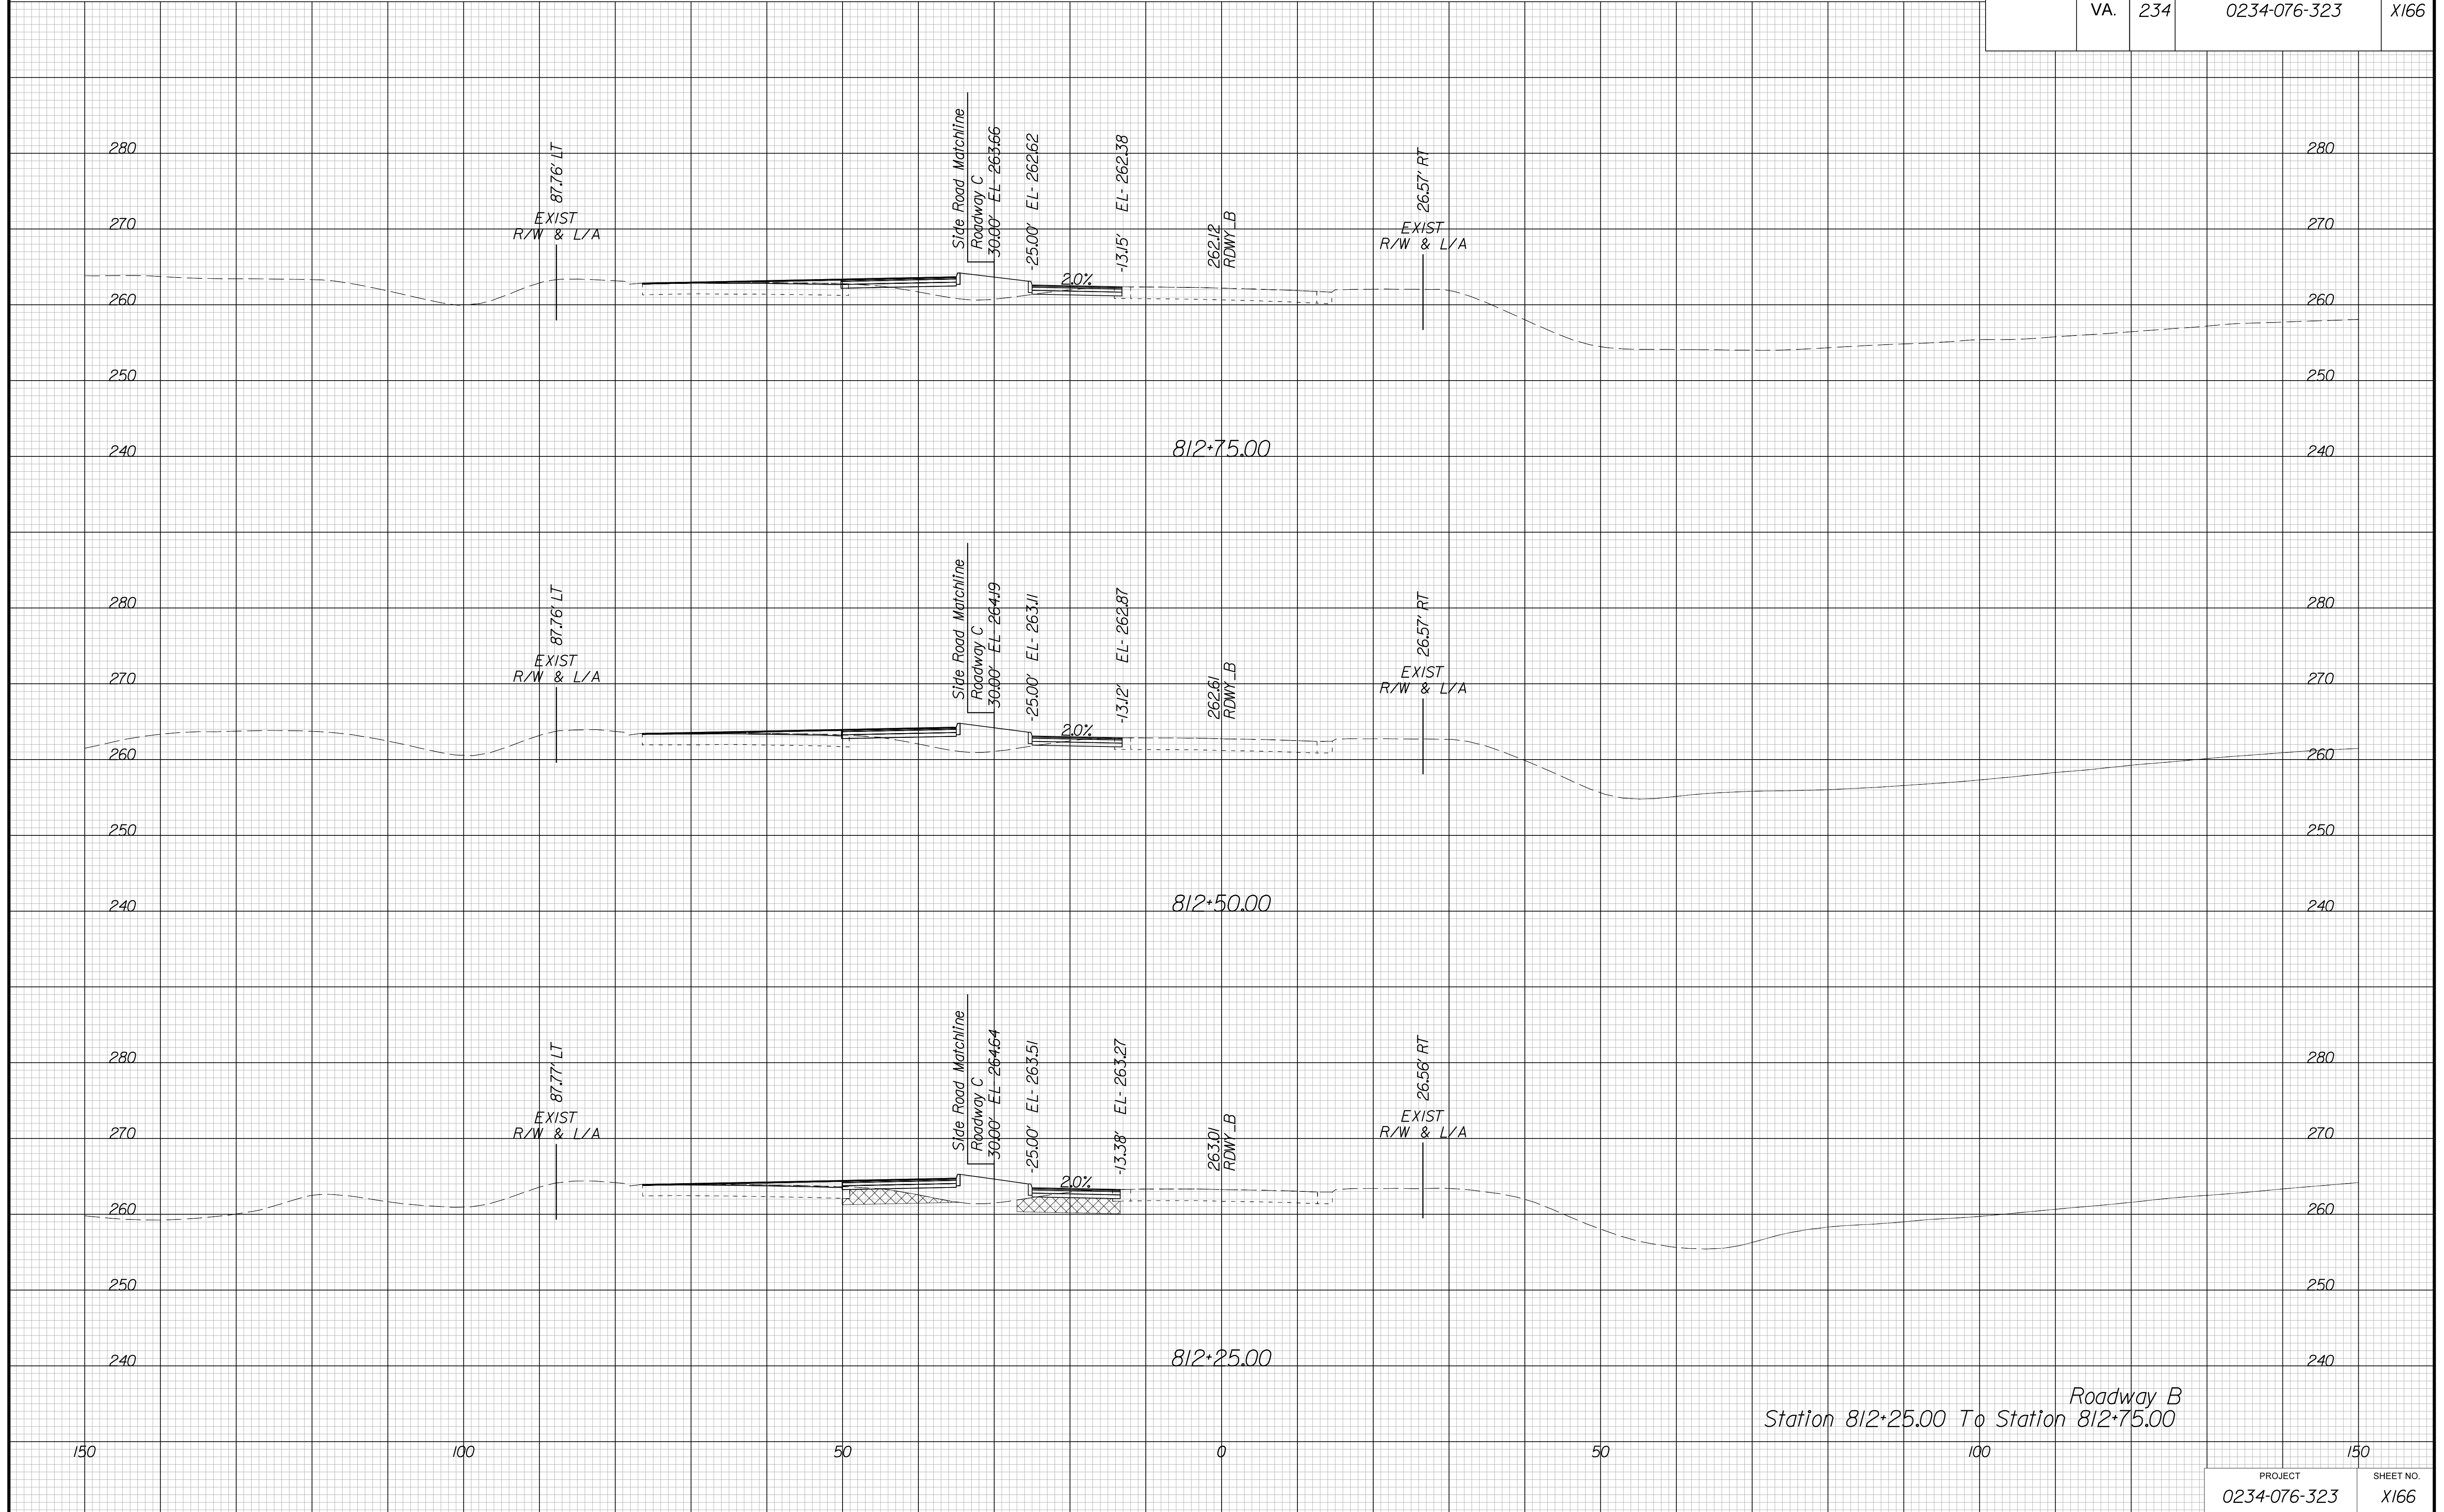 VA. 234 0234-076-323 X166
280 280
87.76' LT
EXIST
R/W & L/A
Side Road Matchline
Roadway C
30.00' EL 263.66
-25.00' EL- 262.62
-13.15' EL- 262.38
262.12
RDWY_B
26.57' RT
EXIST
R/W & L/A
270 270
2.0%
260 260
250 250
240 812+75.00 240
280 280
87.76' LT
EXIST
R/W & L/A
Side Road Matchline
Roadway C
30.00' EL 264.19
-25.00' EL- 263.11
-13.12' EL- 262.87
262.61
RDWY_B
26.57' RT
EXIST
R/W & L/A
270 270
2.0%
260 260
250 250
240 812+50.00 240
280 280
87.77' LT
EXIST
R/W & L/A
Side Road Matchline
Roadway C
30.00' EL 264.64
-25.00' EL- 263.51
-13.38' EL- 263.27
263.01
RDWY_B
26.56' RT
EXIST
R/W & L/A
270 270
2.0%
260 260
250 250
240 812+25.00 240
Roadway B
Station 812+25.00 To Station 812+75.00
150 100 50 0 50 100 150
PROJECT SHEET NO.
0234-076-323 X166